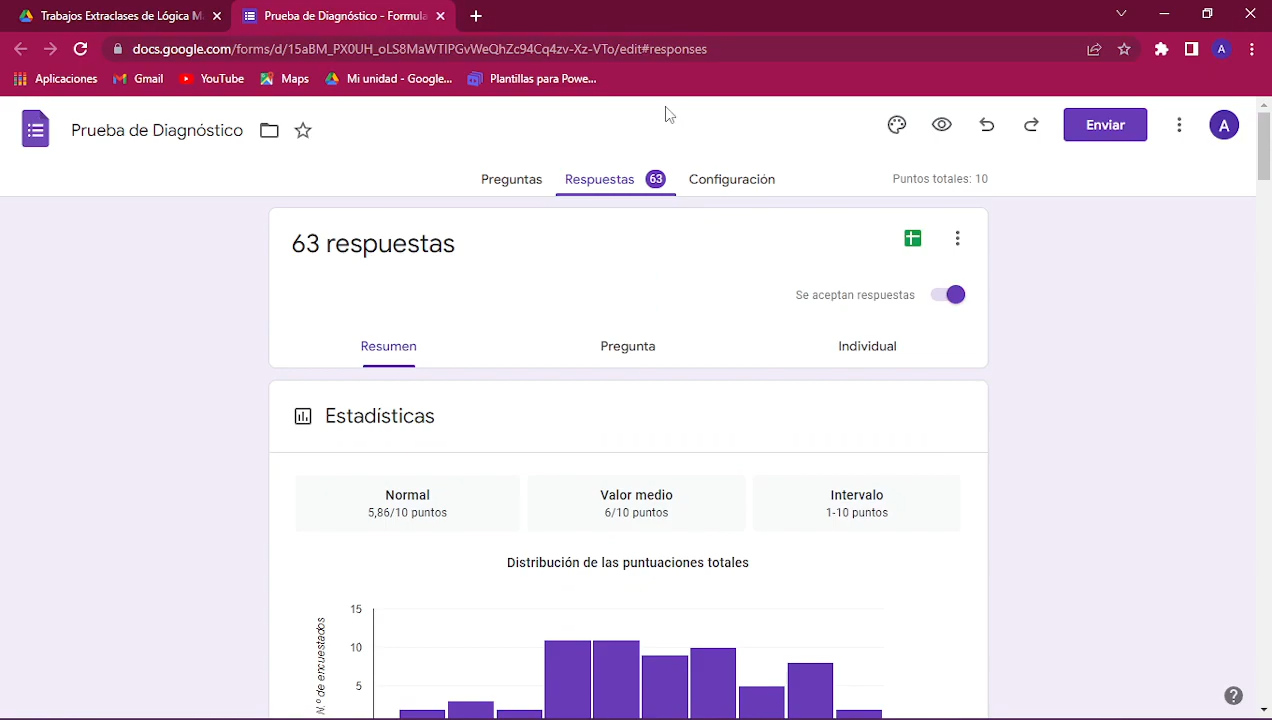 Trabajos Extraclases de Lógica M
Prueba de Diagnóstico - Formula
docs.google.com/forms/d/15aBM_PX0UH_oLS8MaWTIPGvWeQhZc94Cq4zv-Xz-VTo/edit#responses
A
Aplicaciones
Gmail
YouTube
Maps
Mi unidad - Google...
Plantillas para Powe...
Prueba de Diagnóstico
Enviar
A
Preguntas
Respuestas 63
Configuración
Puntos totales: 10
63 respuestas
Se aceptan respuestas
Resumen
Pregunta
Individual
Estadísticas
Normal
5,86/10 puntos
Valor medio
6/10 puntos
Intervalo
1-10 puntos
Distribución de las puntuaciones totales
N.º de encuestados
15
10
5